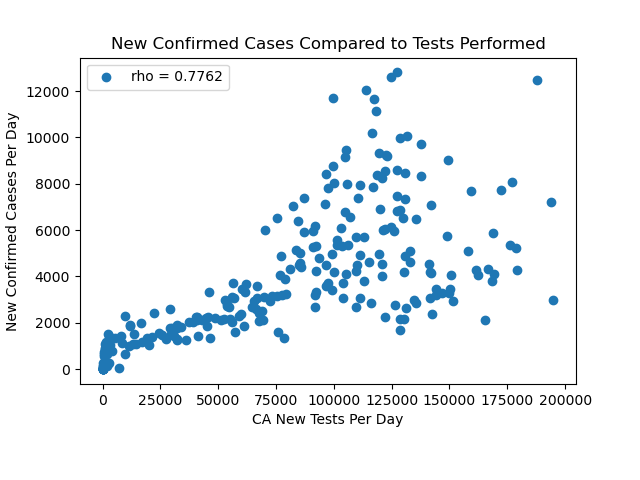 New Confirmed Cases Compared to Tests Performed
rho = 0.7762
12000
10000
8000
6000
4000
2000
0
New Confirmed Caeses Per Day
0 25000 50000 75000 100000 125000 150000 175000 200000
CA New Tests Per Day